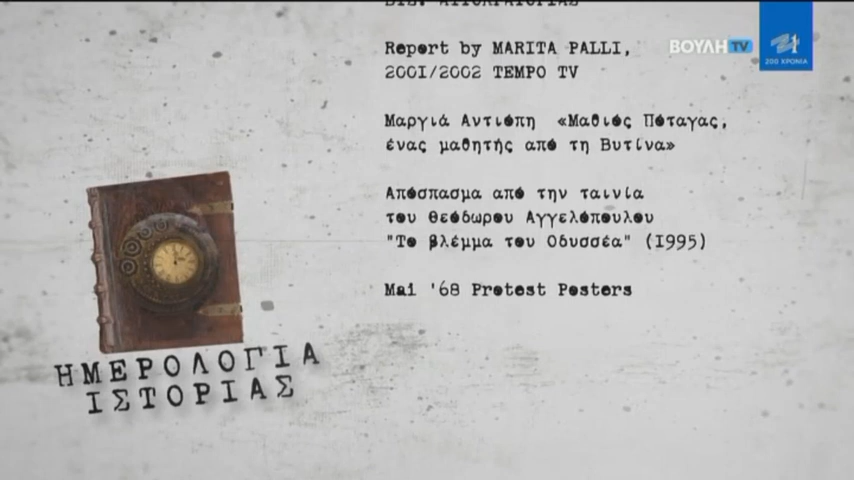 Report by MARITA PALLI,
2001/2002 TEMPO TV
Μαργιά Αντιόπη «Μαθιός Πόταγας,
ένας μαθητής από τη Βυτίνα»
Απόσπασμα από την ταινία
του Θεόδωρου Αγγελόπουλου
"Το βλέμμα του Οδυσσέα" (1995)
Mai '68 Protest Posters
ΒΟΥΛΗ TV
200 ΧΡΟΝΙΑ
ΗΜΕΡΟΛΟΓΙΑ
ΙΣΤΟΡΙΑΣ